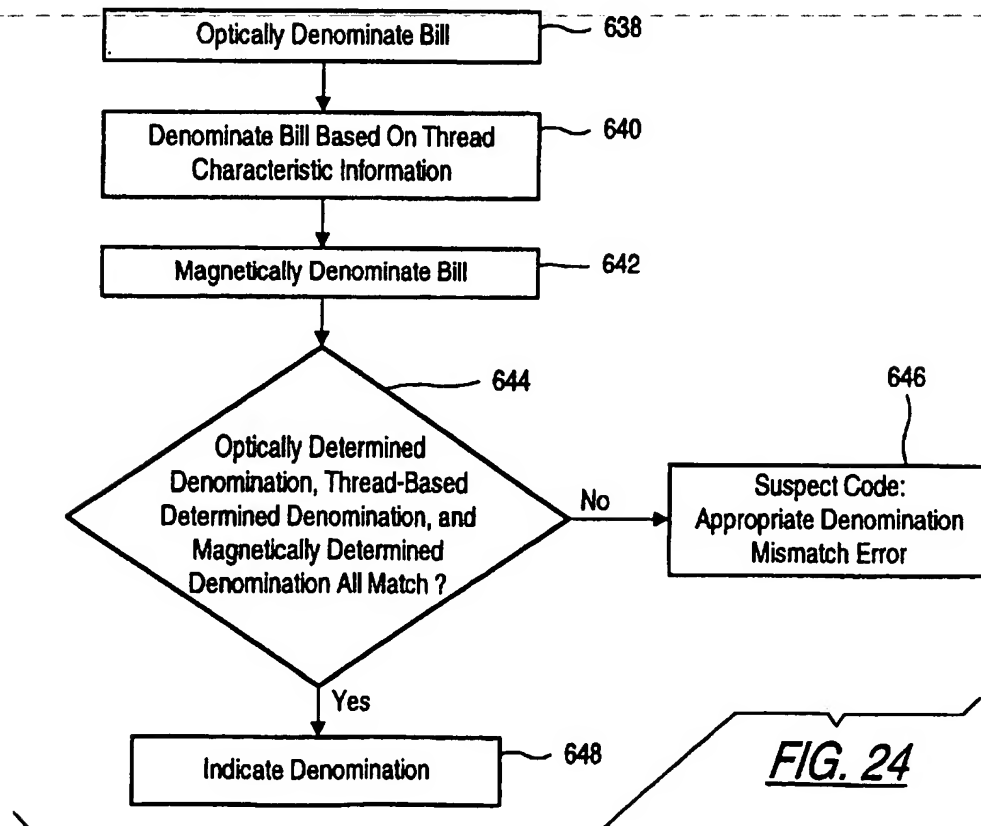 Optically Denominate Bill
638
Denominate Bill Based On Thread
Characteristic Information
640
Magnetically Denominate Bill
642
644
Optically Determined
Denomination, Thread-Based
Determined Denomination, and
Magnetically Determined
Denomination All Match ?
No
646
Suspect Code:
Appropriate Denomination
Mismatch Error
Yes
Indicate Denomination
648
FIG. 24